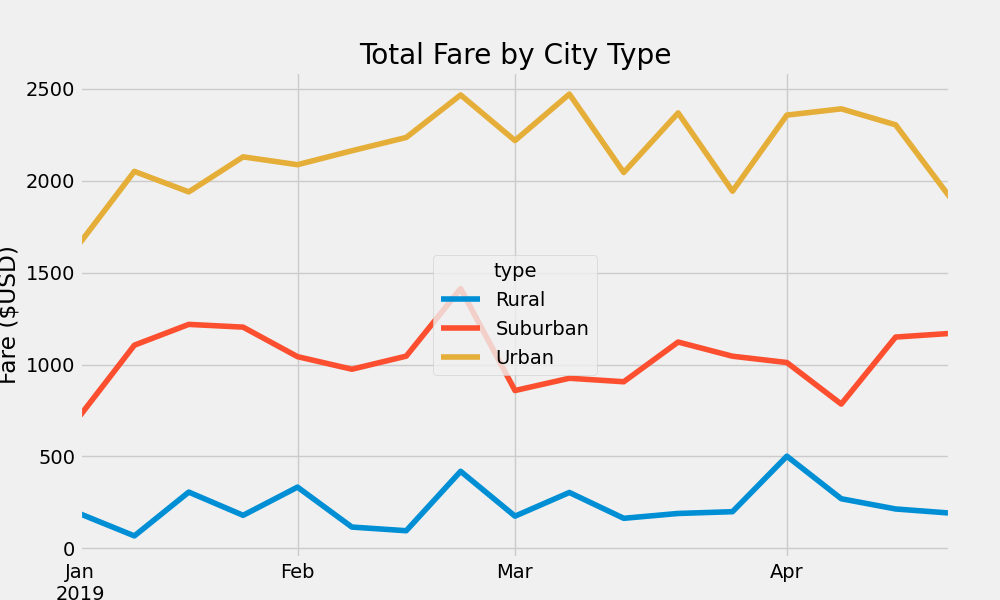 Total Fare by City Type
Fare ($USD)
2500
2000
1500
1000
500
0
type
Rural
Suburban
Urban
Jan
2019
Feb
Mar
Apr